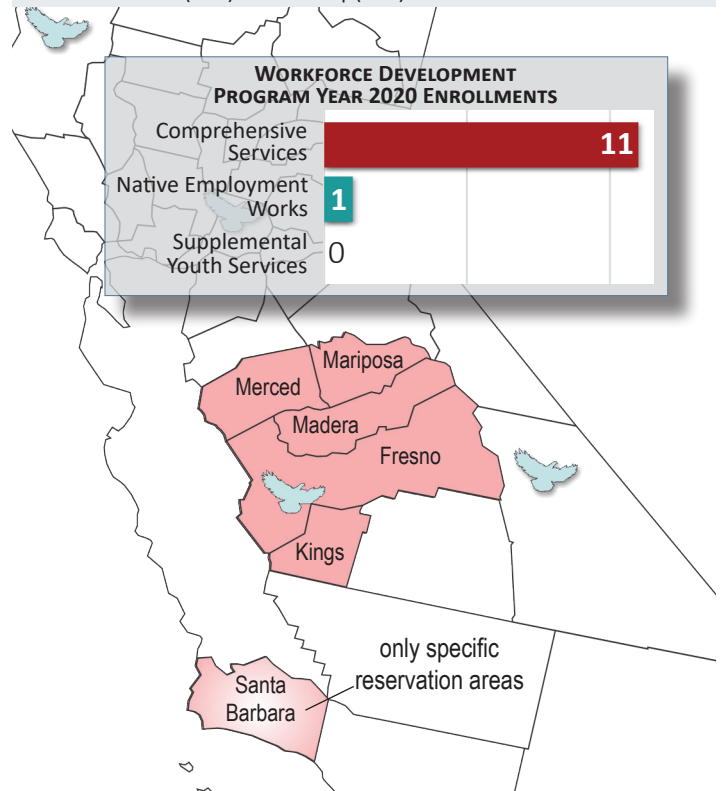 WORKFORCE DEVELOPMENT
PROGRAM YEAR 2020 ENROLLMENTS
Comprehensive
Services
11
Native Employment
Works
1
Supplemental
Youth Services
0
Mariposa
Merced
Madera
Fresno
Kings
only specific
reservation areas
Santa
Barbara